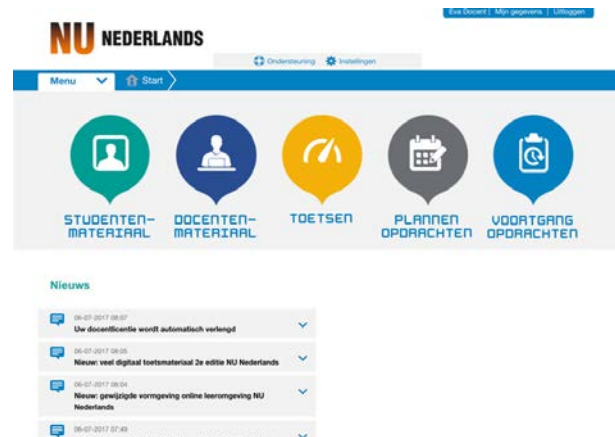 Eva Docent | Mijn gegevens | Uitloggen
NU NEDERLANDS
Ondersteuning Instellingen
Menu Start
STUDENTEN-
MATERIAAL
DOCENTEN-
MATERIAAL
TOETSEN
PLANNEN
OPDRACHTEN
VOORTGANG
OPDRACHTEN
Nieuws
06-07-2017 08:07
Uw docentlicentie wordt automatisch verlengd
06-07-2017 08:05
Nieuw: veel digitaal toetsmateriaal 2e editie NU Nederlands
06-07-2017 08:04
Nieuw: gewijzigde vormgeving online leeromgeving NU
Nederlands
06-07-2017 07:49